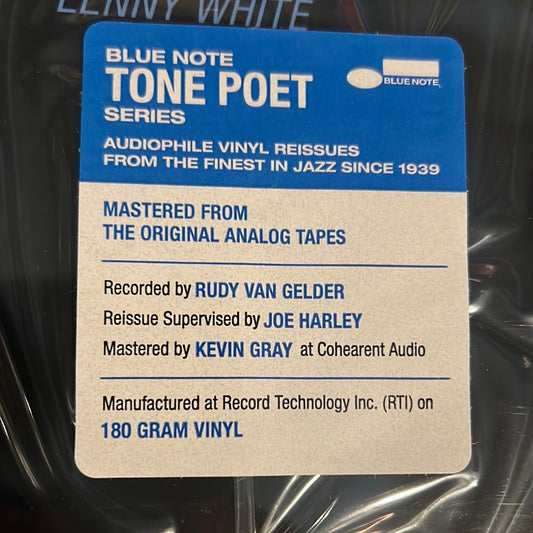 LENNY WHITE
BLUE NOTE
TONE POET
SERIES
BLUE NOTE
AUDIOPHILE VINYL REISSUES
FROM THE FINEST IN JAZZ SINCE 1939
MASTERED FROM
THE ORIGINAL ANALOG TAPES
Recorded by RUDY VAN GELDER
Reissue Supervised by JOE HARLEY
Mastered by KEVIN GRAY at Cohearent Audio
Manufactured at Record Technology Inc. (RTI) on
180 GRAM VINYL